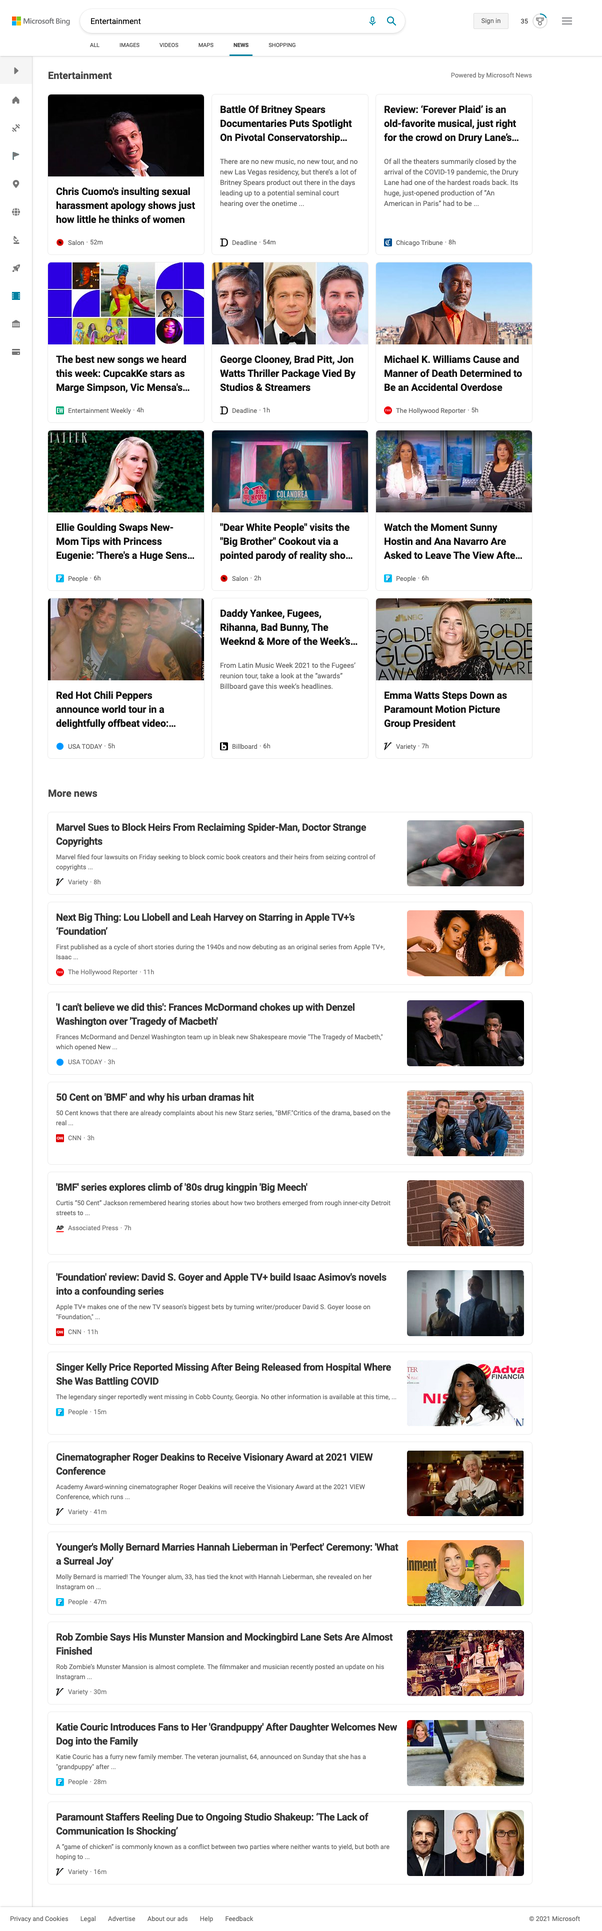 Microsoft Bing
Entertainment
Sign in
35
ALL
IMAGES
VIDEOS
MAPS
NEWS
SHOPPING
Entertainment
Powered by Microsoft News
Chris Cuomo's insulting sexual
harassment apology shows just
how little he thinks of women
Salon · 52m
Battle Of Britney Spears
Documentaries Puts Spotlight
On Pivotal Conservatorship...
There are no new music, no new tour, and no
new Las Vegas residency, but there's a lot of
Britney Spears product out there in the days
leading up to a potential seminal court
hearing over the onetime ...
Deadline · 54m
Review: 'Forever Plaid' is an
old-favorite musical, just right
for the crowd on Drury Lane's...
Of all the theaters summarily closed by the
arrival of the COVID-19 pandemic, the Drury
Lane had one of the hardest roads back. Its
huge, just-opened production of "An
American in Paris" had to be ...
Chicago Tribune · 8h
The best new songs we heard
this week: CupcakKe stars as
Marge Simpson, Vic Mensa's...
Entertainment Weekly · 4h
George Clooney, Brad Pitt, Jon
Watts Thriller Package Vied By
Studios & Streamers
Deadline · 1h
Michael K. Williams Cause and
Manner of Death Determined to
Be an Accidental Overdose
The Hollywood Reporter · 5h
TATLER
Ellie Goulding Swaps New-
Mom Tips with Princess
Eugenie: 'There's a Huge Sens...
People · 6h
COLANDREA
"Dear White People" visits the
"Big Brother" Cookout via a
pointed parody of reality sho...
Salon · 2h
Watch the Moment Sunny
Hostin and Ana Navarro Are
Asked to Leave The View Afte...
People · 6h
Red Hot Chili Peppers
announce world tour in a
delightfully offbeat video:...
USA TODAY · 5h
Daddy Yankee, Fugees,
Rihanna, Bad Bunny, The
Weeknd & More of the Week's...
From Latin Music Week 2021 to the Fugees'
reunion tour, take a look at the "awards"
Billboard gave this week's headlines.
Billboard · 6h
Emma Watts Steps Down as
Paramount Motion Picture
Group President
Variety · 7h
More news
Marvel Sues to Block Heirs From Reclaiming Spider-Man, Doctor Strange
Copyrights
Marvel filed four lawsuits on Friday seeking to block comic book creators and their heirs from seizing control of
copyrights ...
Variety · 8h
Next Big Thing: Lou Llobell and Leah Harvey on Starring in Apple TV+'s
'Foundation'
First published as a cycle of short stories during the 1940s and now debuting as an original series from Apple TV+,
Isaac ...
The Hollywood Reporter · 11h
'I can't believe we did this': Frances McDormand chokes up with Denzel
Washington over 'Tragedy of Macbeth'
Frances McDormand and Denzel Washington team up in bleak new Shakespeare movie "The Tragedy of Macbeth,"
which opened New ...
USA TODAY · 3h
50 Cent on 'BMF' and why his urban dramas hit
50 Cent knows that there are already complaints about his new Starz series, "BMF."Critics of the drama, based on the
real ...
CNN · 3h
'BMF' series explores climb of '80s drug kingpin 'Big Meech'
Curtis "50 Cent" Jackson remembered hearing stories about how two brothers emerged from rough inner-city Detroit
streets to ...
AP Associated Press · 7h
'Foundation' review: David S. Goyer and Apple TV+ build Isaac Asimov's novels
into a confounding series
Apple TV+ makes one of the new TV season's biggest bets by turning writer/producer David S. Goyer loose on
"Foundation," ...
CNN · 11h
Singer Kelly Price Reported Missing After Being Released from Hospital Where
She Was Battling COVID
The legendary singer reportedly went missing in Cobb County, Georgia. No other information is available at this time, ...
People · 15m
Cinematographer Roger Deakins to Receive Visionary Award at 2021 VIEW
Conference
Academy Award-winning cinematographer Roger Deakins will receive the Visionary Award at the 2021 VIEW
Conference, which runs ...
Variety · 41m
Younger's Molly Bernard Marries Hannah Lieberman in 'Perfect' Ceremony: 'What
a Surreal Joy'
Molly Bernard is married! The Younger alum, 33, has tied the knot with Hannah Lieberman, she revealed on her
Instagram on ...
People · 47m
Rob Zombie Says His Munster Mansion and Mockingbird Lane Sets Are Almost
Finished
Rob Zombie's Munster Mansion is almost complete. The filmmaker and musician recently posted an update on his
Instagram ...
Variety · 30m
Katie Couric Introduces Fans to Her 'Grandpuppy' After Daughter Welcomes New
Dog into the Family
Katie Couric has a furry new family member. The veteran journalist, 64, announced on Sunday that she has a
"grandpuppy" after ...
People · 28m
Paramount Staffers Reeling Due to Ongoing Studio Shakeup: 'The Lack of
Communication Is Shocking'
A "game of chicken" is commonly known as a conflict between two parties where neither wants to yield, but both are
hoping to ...
Variety · 16m
Privacy and Cookies
Legal
Advertise
About our ads
Help
Feedback
© 2021 Microsoft